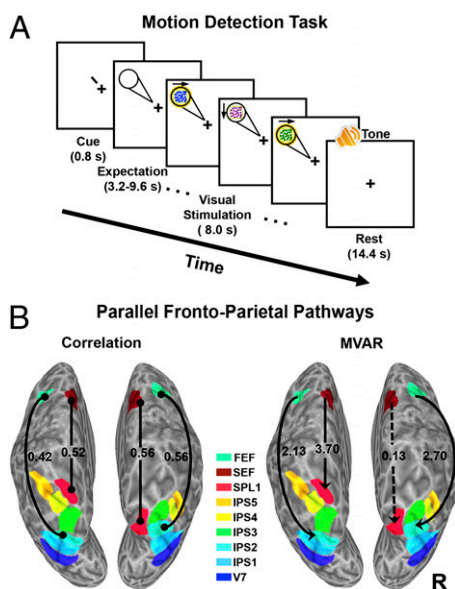 A
Motion Detection Task
Cue
(0.8 s)
Expectation
(3.2-9.6 s)
Visual
Stimulation
( 8.0 s)
Tone
Rest
(14.4 s)
Time
B
Parallel Fronto-Parietal Pathways
Correlation
MVAR
0.42
0.52
0.56
0.56
2.13
3.70
0.13
2.70
FEF
SEF
SPL1
IPS5
IPS4
IPS3
IPS2
IPS1
V7
R